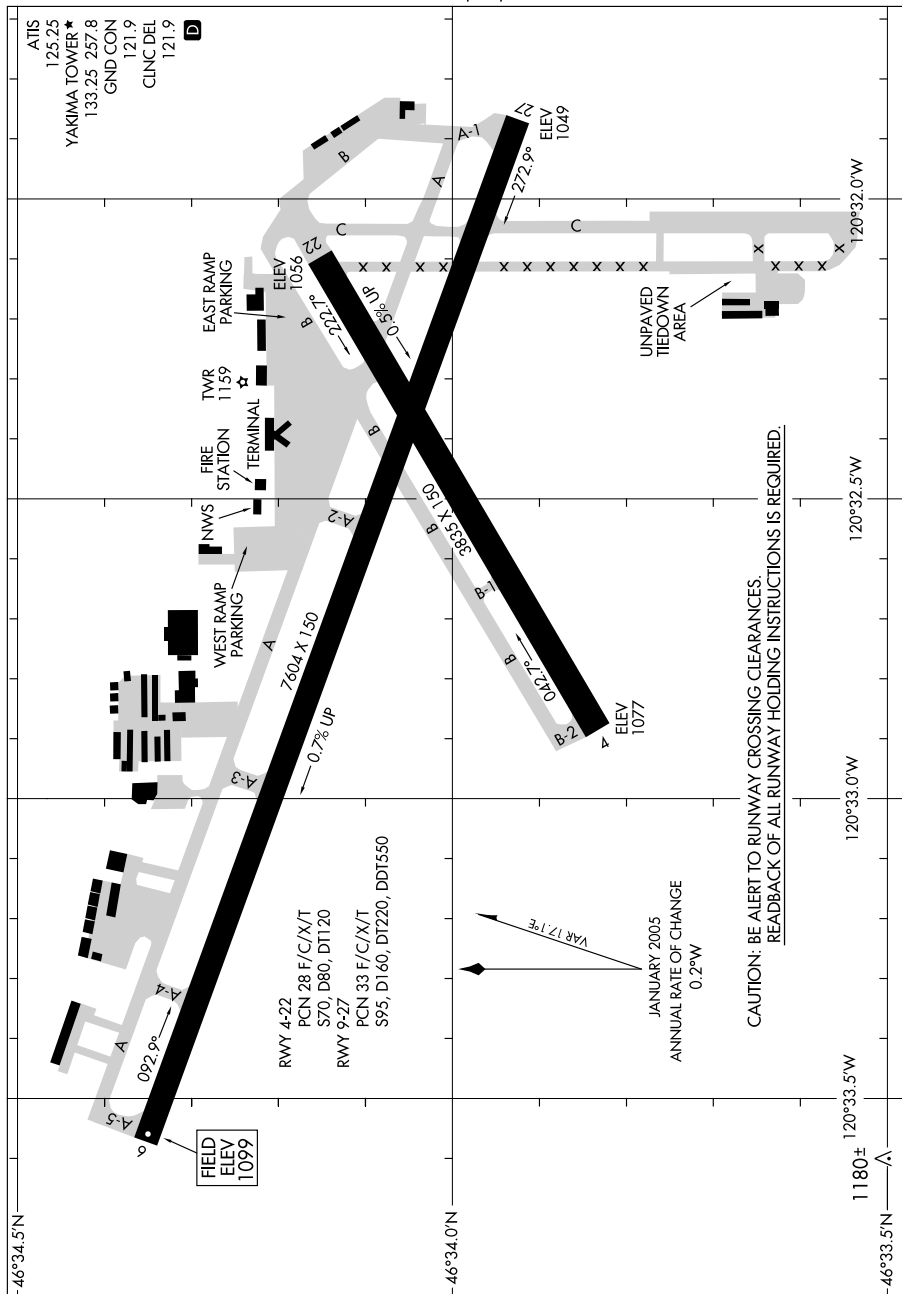 ATIS
125.25
YAKIMA TOWER★
133.25 257.8
GND CON
121.9
CLNC DEL
121.9
D
46°34.5'N
46°34.0'N
46°33.5'N
120°33.5'W
120°33.0'W
120°32.5'W
120°32.0'W
FIELD
ELEV
1099
9
A-5
A
092.9°
A-4
A-3
0.7% UP
7604 X 150
A
WEST RAMP
PARKING
NWS
FIRE
STATION
TERMINAL
TWR
1159
EAST RAMP
PARKING
A-2
B
ELEV
1056
22
B
222.7°
0.5% UP
C
B
A
A-1
27
ELEV
1049
272.9°
C
B
3835 X 150
B-1
B
042.7°
B-2
4
ELEV
1077
X X X X X X X X X X X
X X X X X
UNPAVED
TIEDOWN
AREA
RWY 4-22
PCN 28 F/C/X/T
S70, D80, DT120
RWY 9-27
PCN 33 F/C/X/T
S95, D160, DT220, DDT550
VAR 17.1°E
JANUARY 2005
ANNUAL RATE OF CHANGE
0.2°W
CAUTION: BE ALERT TO RUNWAY CROSSING CLEARANCES.
READBACK OF ALL RUNWAY HOLDING INSTRUCTIONS IS REQUIRED.
1180±